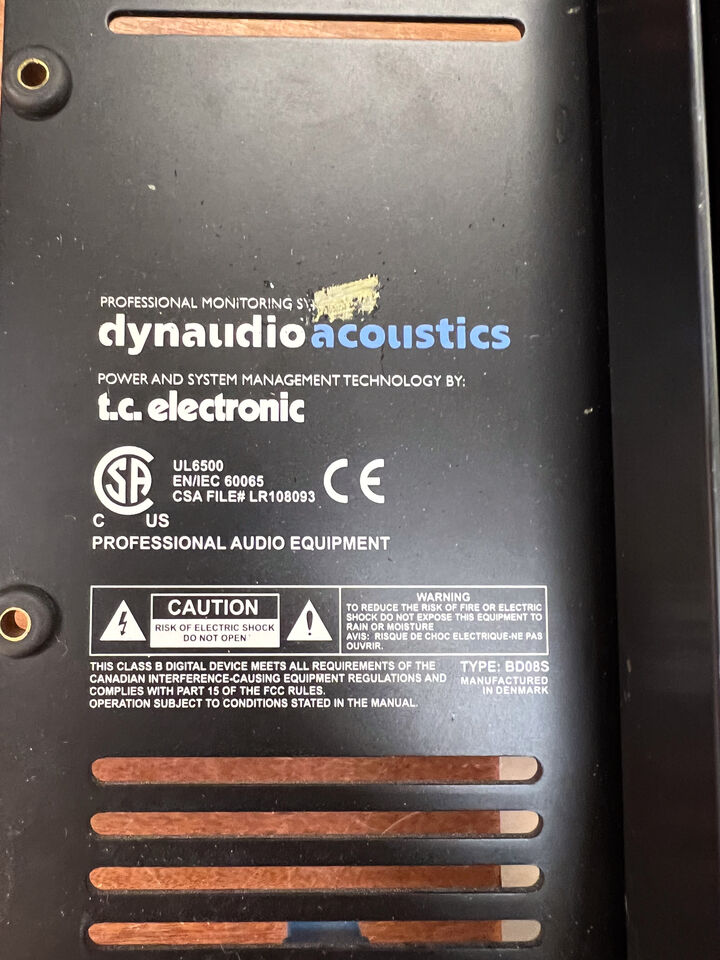 PROFESSIONAL MONITORING
dynaudio acoustics
POWER AND SYSTEM MANAGEMENT TECHNOLOGY BY:
t.c. electronic
SA
UL6500
EN/IEC 60065
CSA FILE# LR108093
CE
C US
PROFESSIONAL AUDIO EQUIPMENT
CAUTION
RISK OF ELECTRIC SHOCK
DO NOT OPEN
WARNING
TO REDUCE THE RISK OF FIRE OR ELECTRIC
SHOCK DO NOT EXPOSE THIS EQUIPMENT TO
RAIN OR MOISTURE
AVIS: RISQUE DE CHOC ELECTRIQUE-NE PAS
OUVRIR.
THIS CLASS B DIGITAL DEVICE MEETS ALL REQUIREMENTS OF THE
CANADIAN INTERFERENCE-CAUSING EQUIPMENT REGULATIONS AND
COMPLIES WITH PART 15 OF THE FCC RULES.
OPERATION SUBJECT TO CONDITIONS STATED IN THE MANUAL.
TYPE: BD08S
MANUFACTURED
IN DENMARK